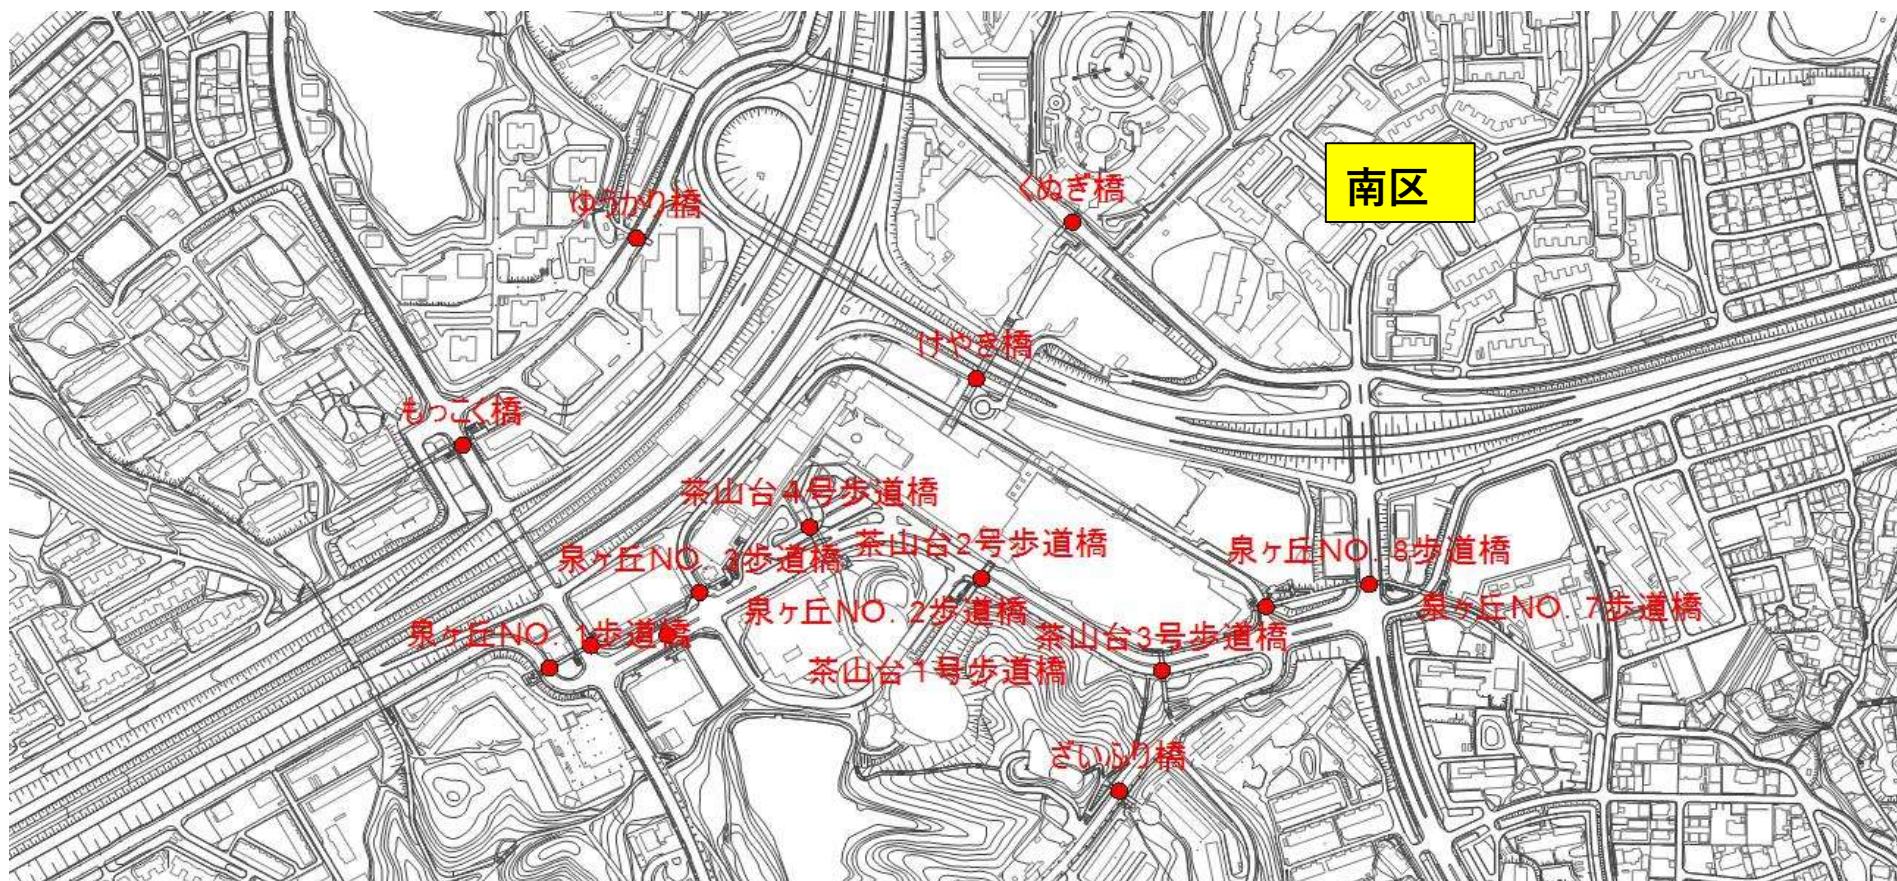 南区
くぬぎ橋
ゆうかり橋
けやき橋
もっこく橋
茶山台4号歩道橋
茶山台2号歩道橋
泉ヶ丘NO. 8歩道橋
泉ヶ丘NO. 3歩道橋
泉ヶ丘NO. 2歩道橋
泉ヶ丘NO. 7歩道橋
泉ヶ丘NO. 1歩道橋
茶山台3号歩道橋
茶山台1号歩道橋
ざいふり橋